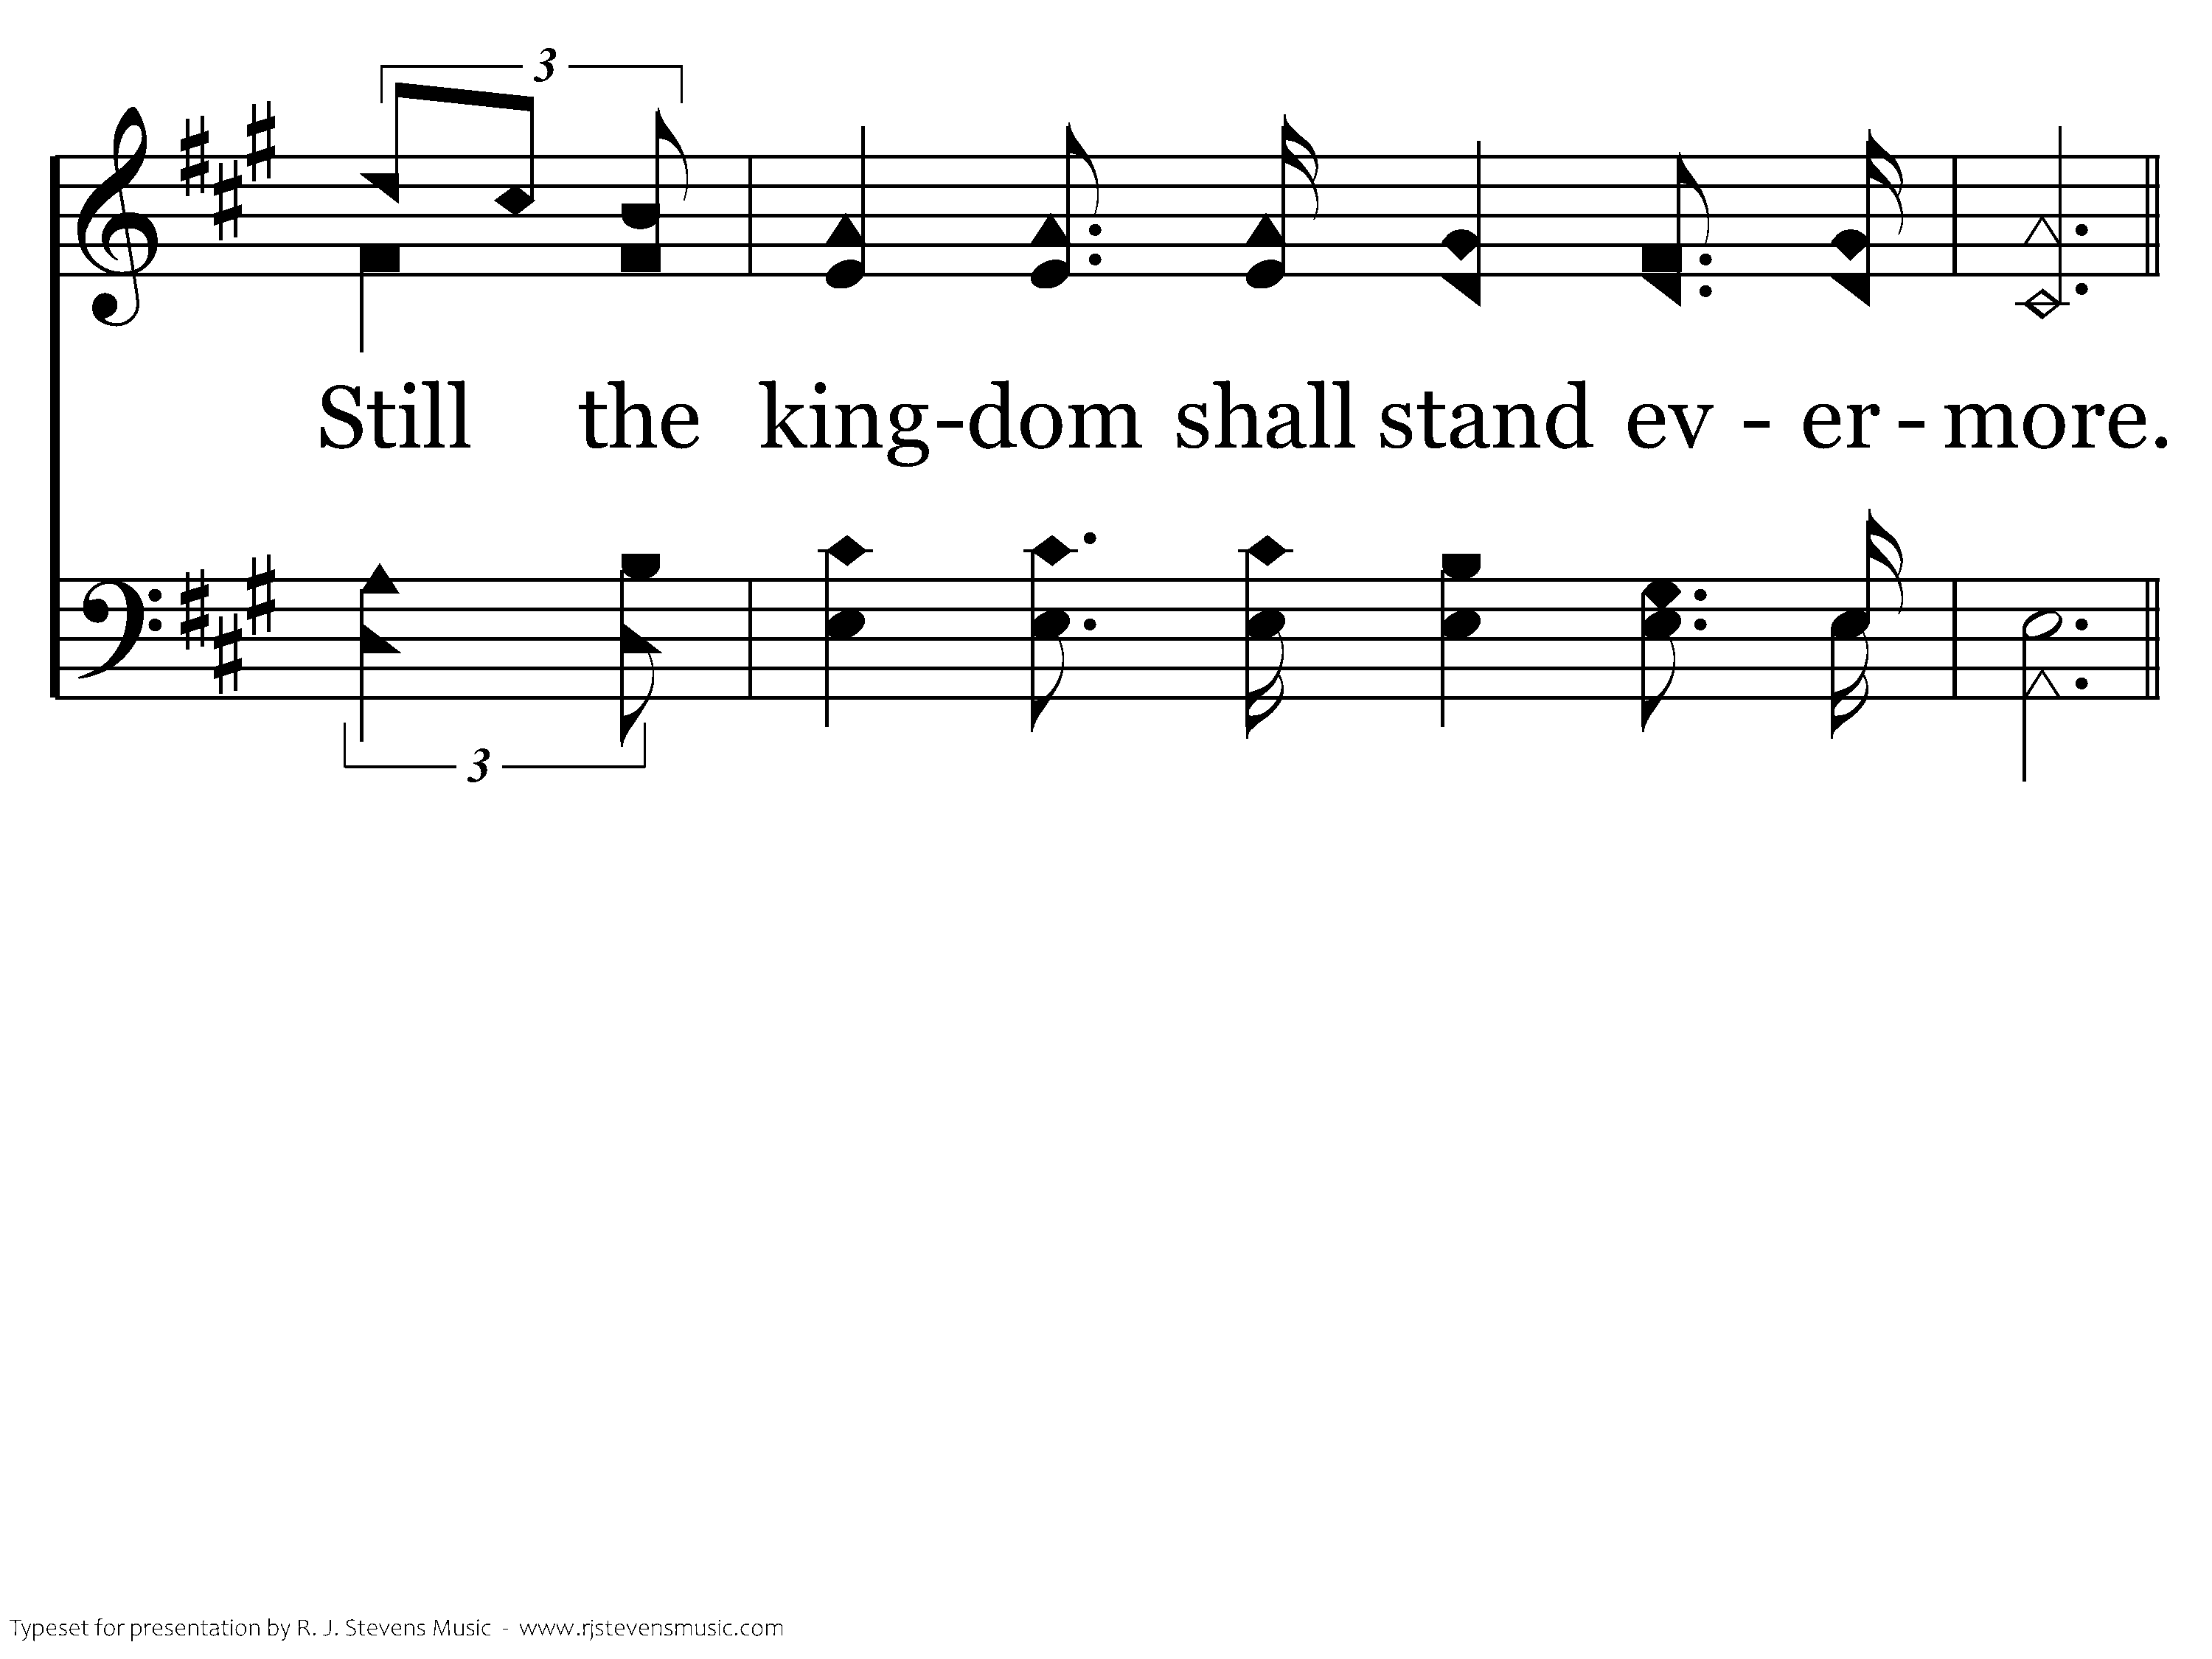 3
Still the king-dom shall stand ev - er - more.
3
Typeset for presentation by R. J. Stevens Music - www.rjstevensmusic.com